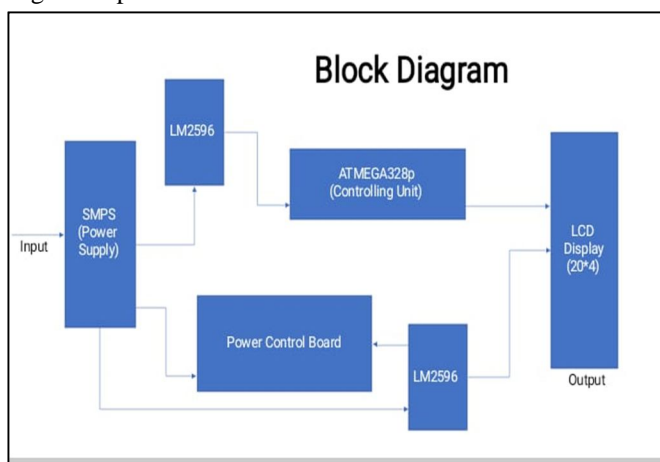 Block Diagram
LM2596
ATMEGA328p
(Controlling Unit)
SMPS
(Power
Supply)
Input
LCD
Display
(20*4)
Power Control Board
LM2596
Output